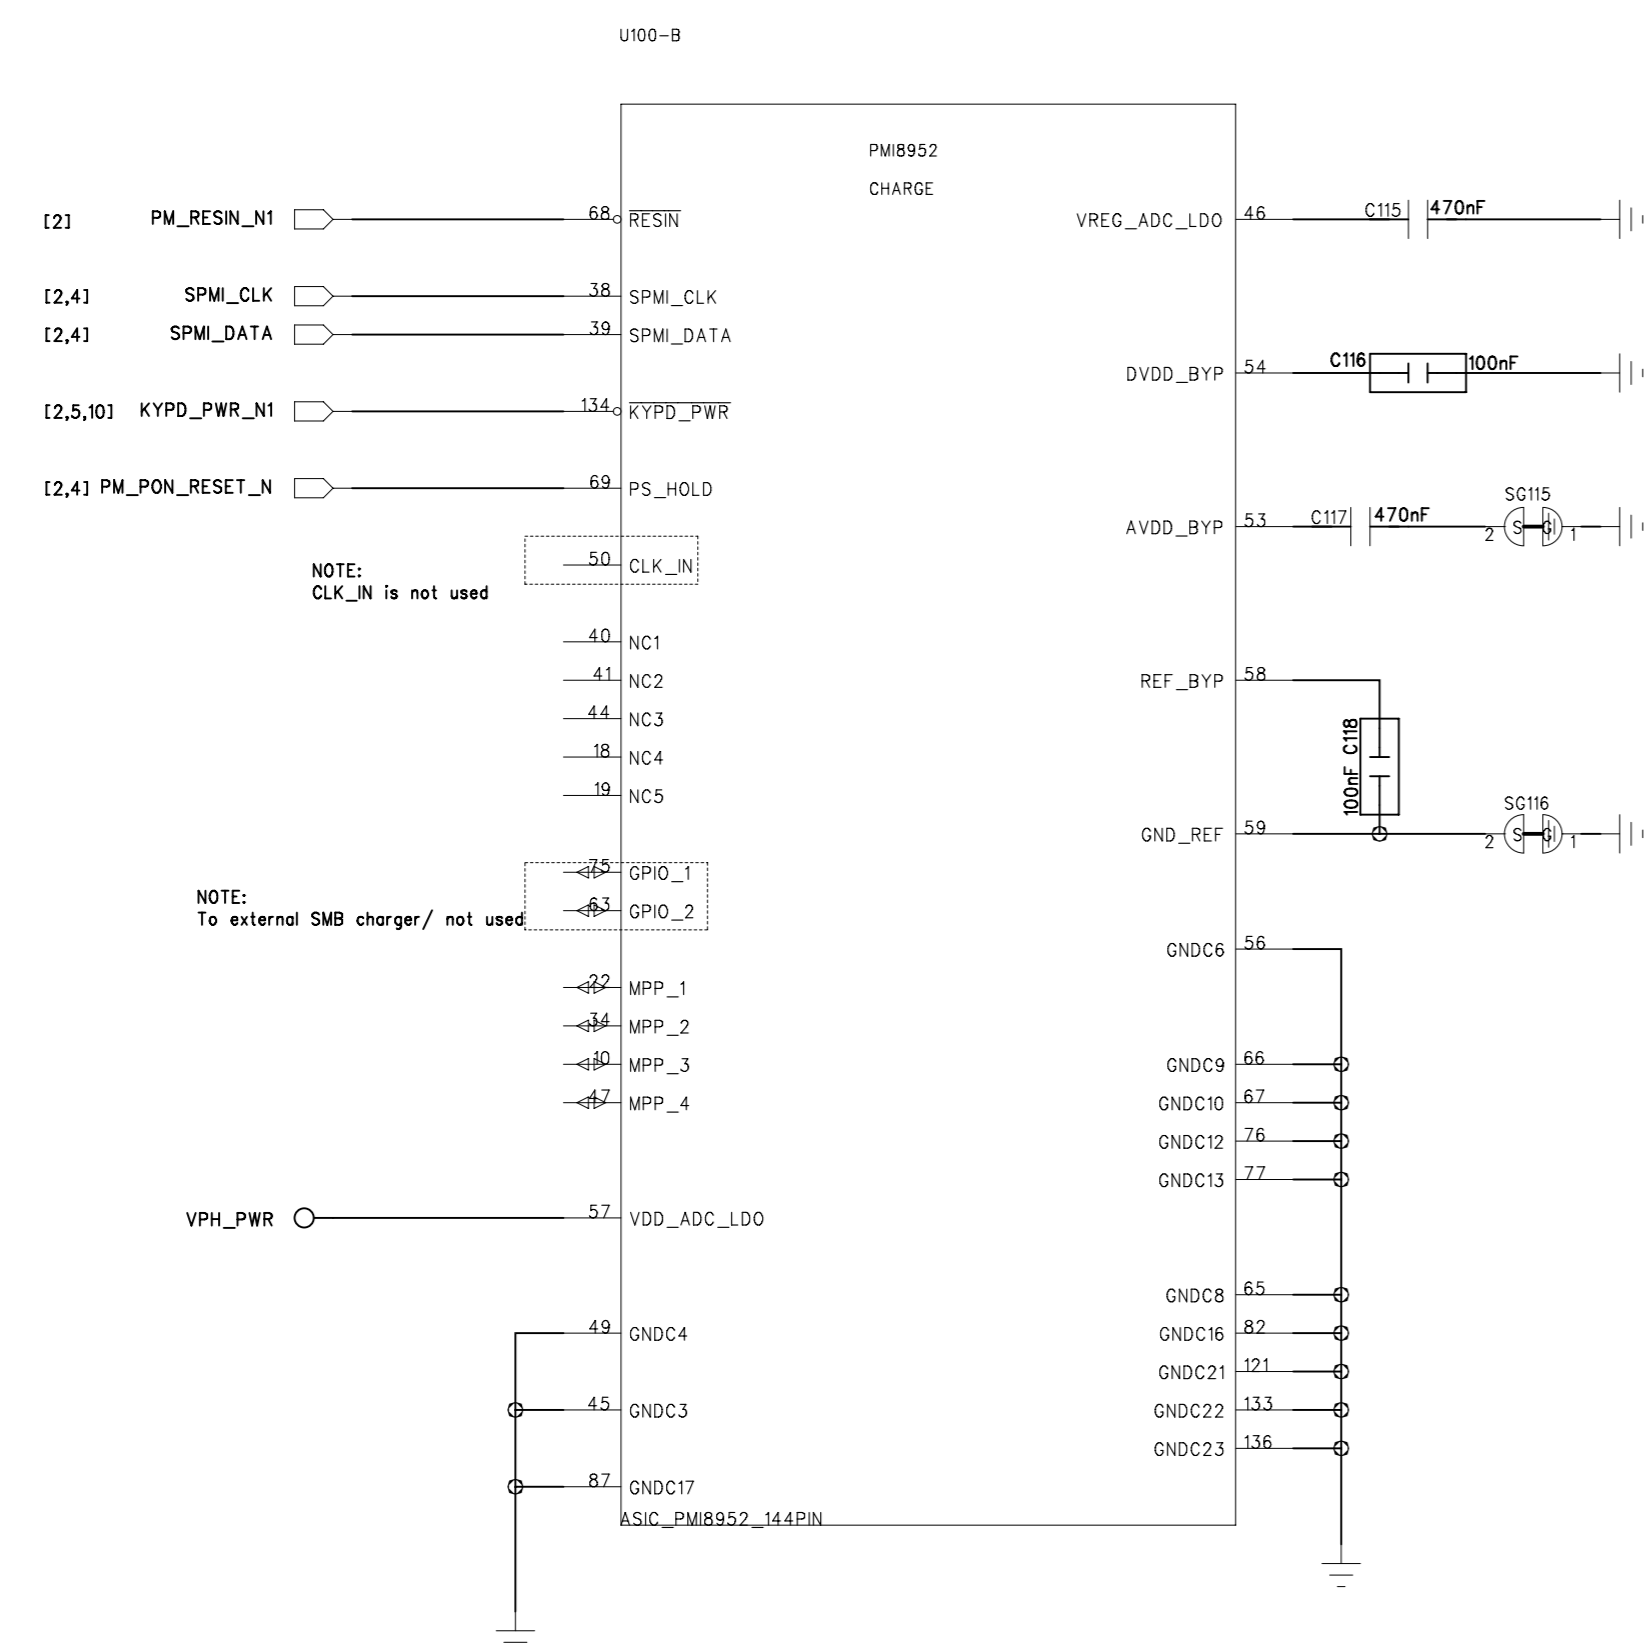 U100-B
PMI8952
CHARGE
[2] PM_RESIN_N1 68 RESIN
VREG_ADC_LDO 46 C115 470nF
[2,4] SPMI_CLK 38 SPMI_CLK
[2,4] SPMI_DATA 39 SPMI_DATA
DVDD_BYP 54 C116 100nF
[2,5,10] KYPD_PWR_N1 134 KYPD_PWR
[2,4] PM_PON_RESET_N 69 PS_HOLD
SG115
AVDD_BYP 53 C117 470nF 2 S G 1
50 CLK_IN
NOTE:
CLK_IN is not used
40 NC1
41 NC2
REF_BYP 58
44 NC3
100nF C118
18 NC4
19 NC5
SG116
GND_REF 59 2 S G 1
75 GPIO_1
63 GPIO_2
NOTE:
To external SMB charger/ not used
GNDC6 56
22 MPP_1
34 MPP_2
10 MPP_3
GNDC9 66
47 MPP_4
GNDC10 67
GNDC12 76
GNDC13 77
VPH_PWR 57 VDD_ADC_LDO
GNDC8 65
49 GNDC4
GNDC16 82
GNDC21 121
45 GNDC3
GNDC22 133
GNDC23 136
87 GNDC17
ASIC_PMI8952_144PIN